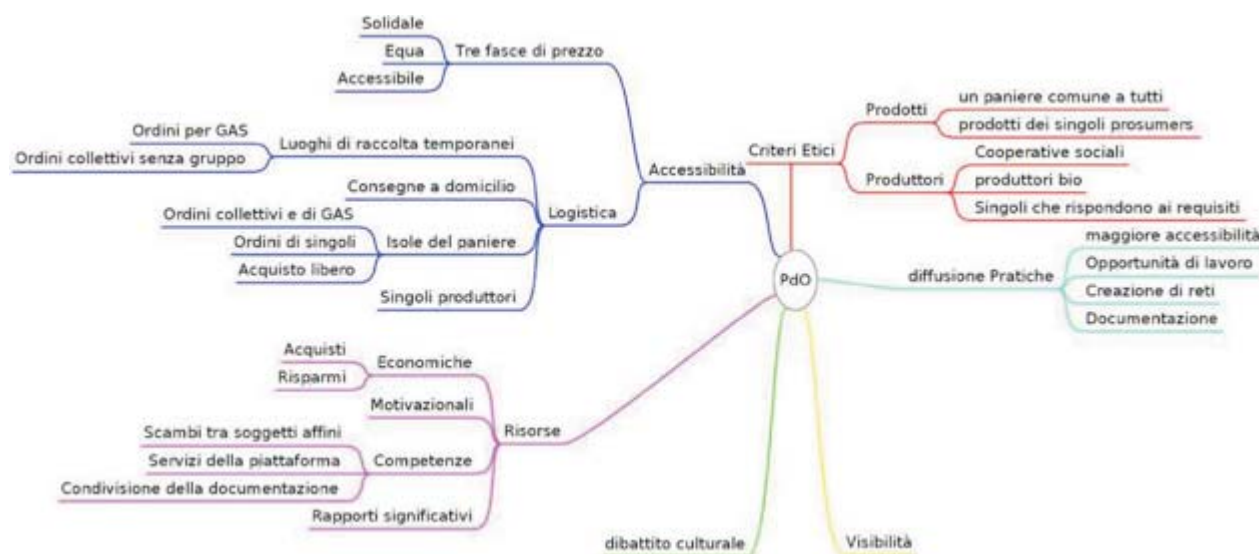 Solidale
Equa
Accessibile
Tre fasce di prezzo
Ordini per GAS
Ordini collettivi senza gruppo
Luoghi di raccolta temporanei
Consegne a domicilio
Ordini collettivi e di GAS
Ordini di singoli
Acquisto libero
Isole del paniere
Singoli produttori
Logistica
Accessibilità
Criteri Etici
Prodotti
un paniere comune a tutti
prodotti dei singoli prosumers
Produttori
Cooperative sociali
produttori bio
Singoli che rispondono ai requisiti
PdO
diffusione Pratiche
maggiore accessibilità
Opportunità di lavoro
Creazione di reti
Documentazione
Acquisti
Risparmi
Economiche
Motivazionali
Scambi tra soggetti affini
Servizi della piattaforma
Condivisione della documentazione
Competenze
Rapporti significativi
Risorse
dibattito culturale
Visibilità